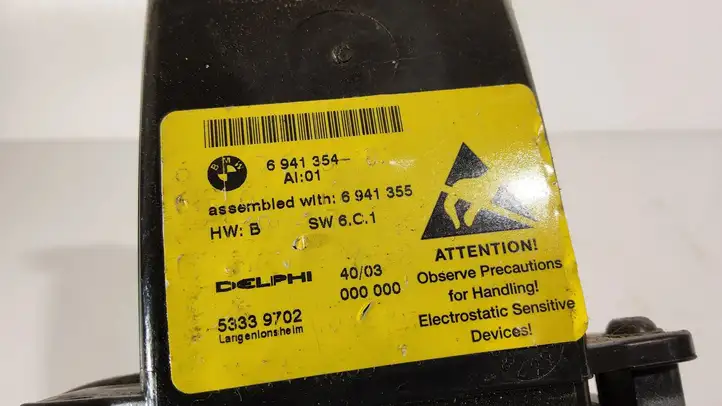 BMW
6 941 354-
AI:01
assembled with: 6 941 355
HW: B SW 6.C.1
DELPHI 40/03
000 000
5333 9702
Langenlonsheim
ATTENTION!
Observe Precautions
for Handling!
Electrostatic Sensitive
Devices!